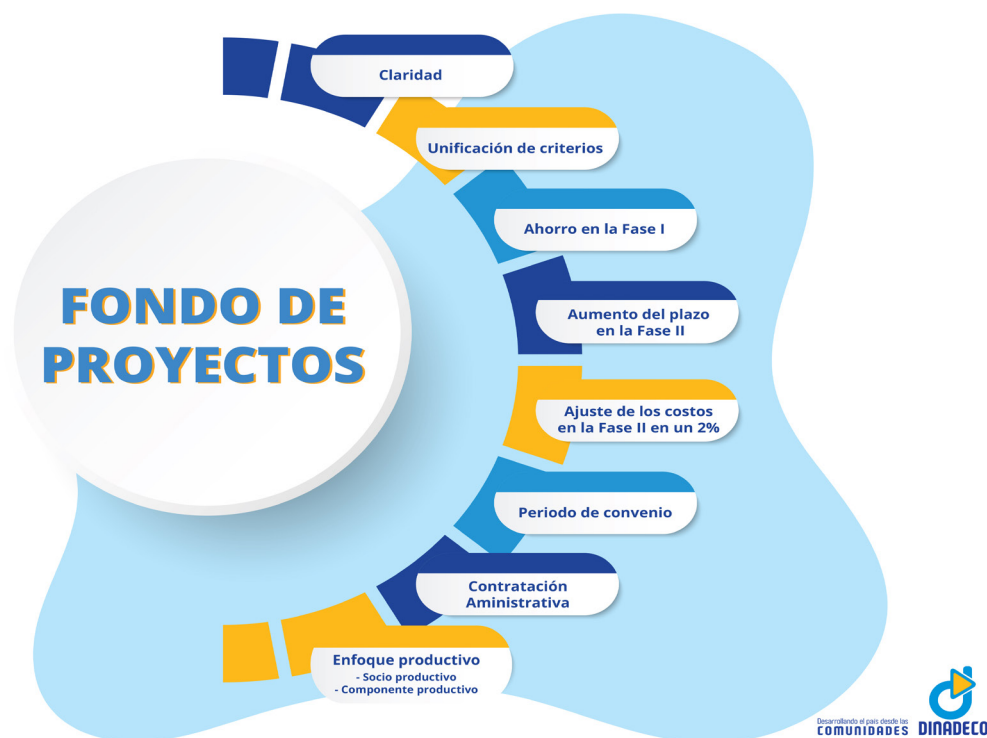 Claridad
Unificación de criterios
Ahorro en la Fase I
FONDO DE
PROYECTOS
Aumento del plazo
en la Fase II
Ajuste de los costos
en la Fase II en un 2%
Periodo de convenio
Contratación
Aministrativa
Enfoque productivo
- Socio productivo
- Componente productivo
Desarrollando el país desde las
COMUNIDADES
DINADECO